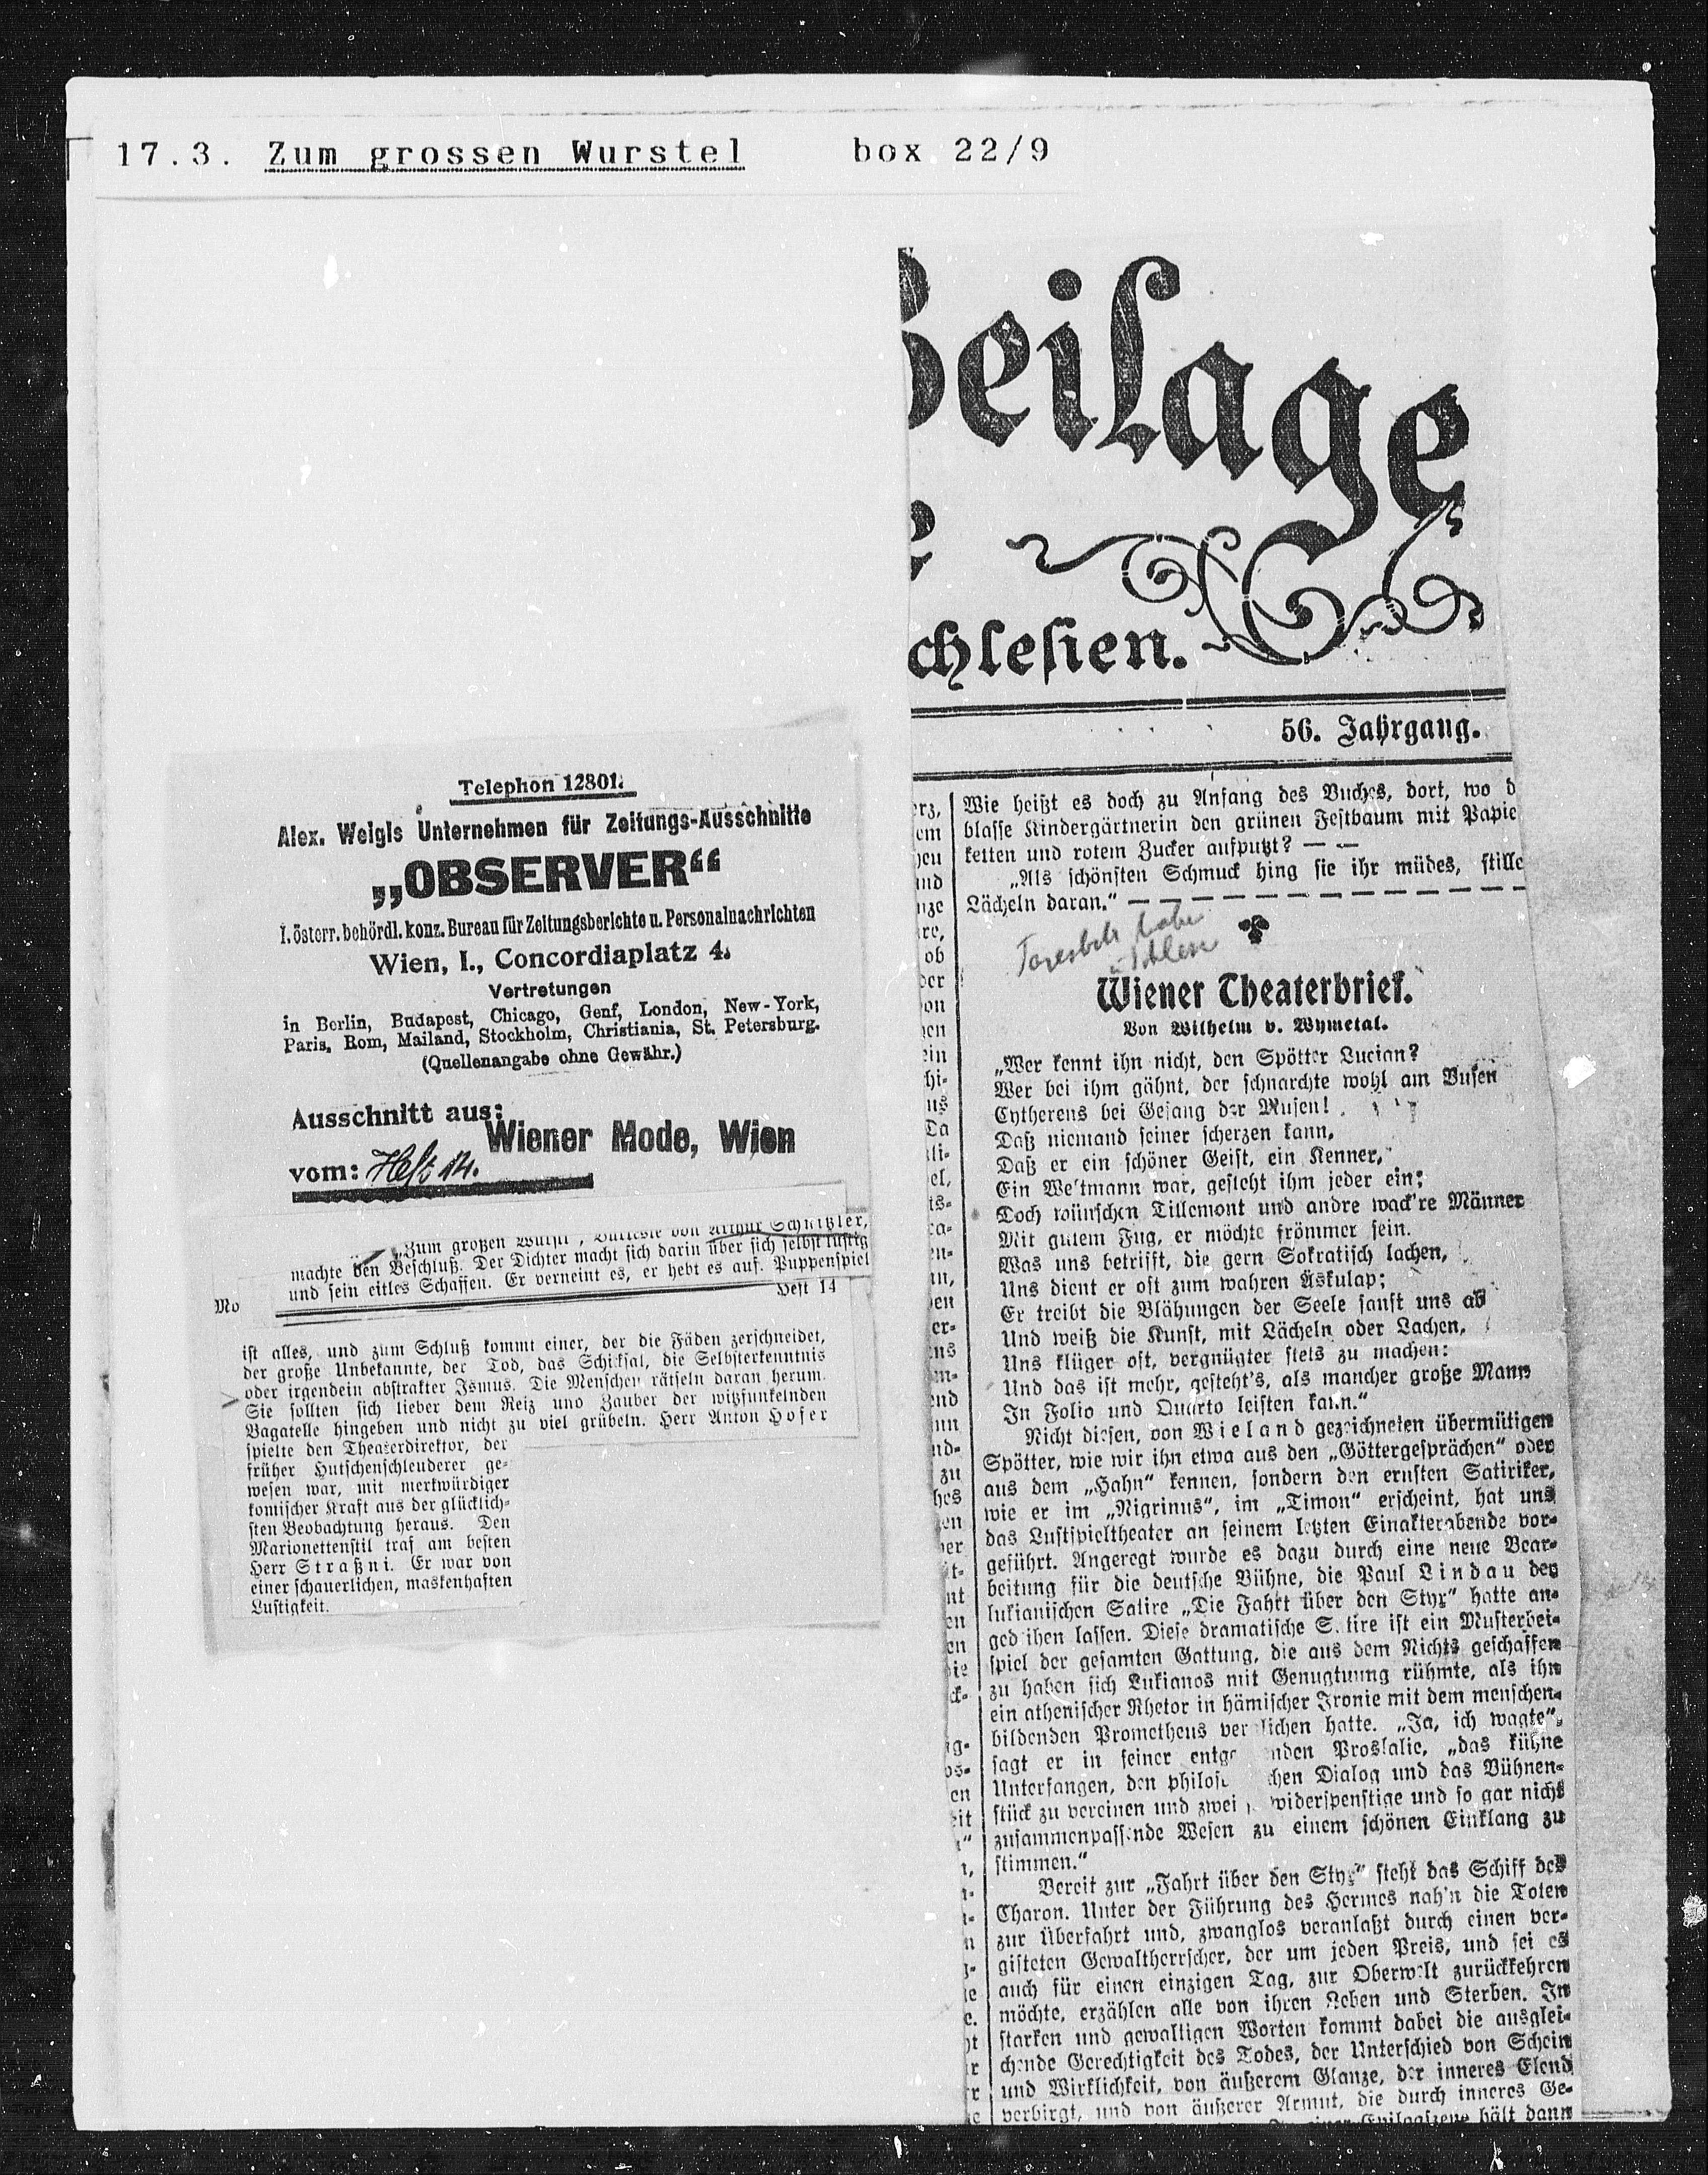 17.3. Zum grossen Wurstel box 22/9
Telephon 12801.
Alex. Weigls Unternehmen für Zeitungs-Ausschnitte
„OBSERVER“
I. österr. behördl. konz. Bureau für Zeitungsberichte u. Personalnachrichten
Wien, I., Concordiaplatz 4.
Vertretungen
in Berlin, Budapest, Chicago, Genf, London, New-York,
Paris, Rom, Mailand, Stockholm, Christiania, St. Petersburg.
(Quellenangabe ohne Gewähr.)
Ausschnitt aus:
Wiener Mode, Wien
vom: Heft 14.
„Zum großen Wurstl“, Burleske von Arthur Schnitzler,
machte den Beschluß. Der Dichter macht sich darin über sich selbst lustig
und sein eitles Schaffen. Er verneint es, er hebt es auf. Puppenspiel
Mo
Heft 14
ist alles, und zum Schluß kommt einer, der die Fäden zerschneidet,
der große Unbekannte, der Tod, das Schicksal, die Selbsterkenntnis
oder irgendein abstrakter Ismus. Die Menschen rätseln daran herum.
Sie sollten sich lieber dem Reiz und Zauber der witzfunkelnden
Bagatelle hingeben und nicht zu viel grübeln. Herr Anton Hofer
spielte den Theaterdirektor, der
früher Hutschenschleuderer ge-
wesen war, mit merkwürdiger
komischer Kraft aus der glücklich-
sten Beobachtung heraus. Den
Marionettenstil traf am besten
Herr Straßni. Er war von
einer schauerlichen, maskenhaften
Lustigkeit.
Beilage
chlesien.
56. Jahrgang.
Wie heißt es doch zu Anfang des Buches, dort, wo d
blasse Kindergärtnerin den grünen Festbaum mit Papie
ketten und rotem Zucker aufputzt? — —
„Als schönsten Schmuck hing sie ihr müdes, stille
Lächeln daran.“ — — — — — — — — — —
Wiener Theaterbrief.
Von Wilhelm v. Wymetal.
„Wer kennt ihn nicht, den Spötter Lucian?
Wer bei ihm gähnt, der schnarchte wohl am Busen
Cytherens bei Gesang der Musen!
Daß niemand feiner scherzen kann,
Daß er ein schöner Geist, ein Kenner,
Ein Weltmann war, gesteht ihm jeder ein;
Doch wünschen Tillemont und andre wack're Männer
Mit gutem Fug, er möchte frömmer sein.
Was uns betrifft, die gern Sokratisch lachen,
Uns dient er oft zum wahren Äskulap;
Er treibt die Blähungen der Seele sanft uns ab
Und weiß die Kunst, mit Lächeln oder Lachen,
Uns klüger oft, vergnügter stets zu machen:
Und das ist mehr, gesteht's, als mancher große Mann
In Folio und Quarto leisten kann.“
Nicht diesen, von Wieland gezeichneten übermütigen
Spötter, wie wir ihn etwa aus den „Göttergesprächen“ oder
aus dem „Hahn“ kennen, sondern den ernsten Satiriker,
wie er im „Nigrinus“, im „Timon“ erscheint, hat uns
das Lustspieltheater an seinem letzten Einakterabende vor-
geführt. Angeregt wurde es dazu durch eine neue Bear-
beitung für die deutsche Bühne, die Paul Lindau der
lukianischen Satire „Die Fahrt über den Styx“ hatte an-
gedeihen lassen. Diese dramatische Satire ist ein Musterbei-
spiel der gesamten Gattung, die aus dem Nichts geschaffen
zu haben sich Lukianos mit Genugtuung rühmte, als ihn
ein athenischer Rhetor in hämischer Ironie mit dem menschen-
bildenden Prometheus verglichen hatte. „Ja, ich wagte“,
sagt er in seiner Proslalie, „das kühne
Unterfangen, den philos chen Dialog und das Bühnen-
stück zu vereinen und zwei widerspenstige und so gar nicht
zusammenpassende Wesen zu einem schönen Einklang zu
stimmen.“
Bereit zur „Fahrt über den Styx“ steht das Schiff des
Charon. Unter der Führung des Hermes nah'n die Toten
zur Überfahrt und, zwanglos veranlaßt durch einen ver-
gifteten Gewaltherrscher, der um jeden Preis, und sei es
auch für einen einzigen Tag, zur Oberwelt zurückkehren
möchte, erzählen alle von ihren Leben und Sterben. In
starken und gewaltigen Worten kommt dabei die ausglei-
chende Gerechtigkeit des Todes, der Unterschied von Schein
und Wirklichkeit, von äußerem Glanze, der inneres Elend
verbirgt, und von äußerer Armut, die durch inneres Ge-
Epilogszene hält dann